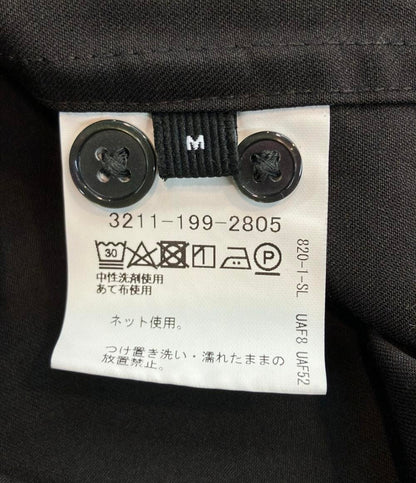 M
3211-199-2805
30
P
中性洗剤使用
あて布使用
ネット使用。
つけ置き洗い・濡れたままの
放置禁止。
820-1-SL UAF8 UAF52